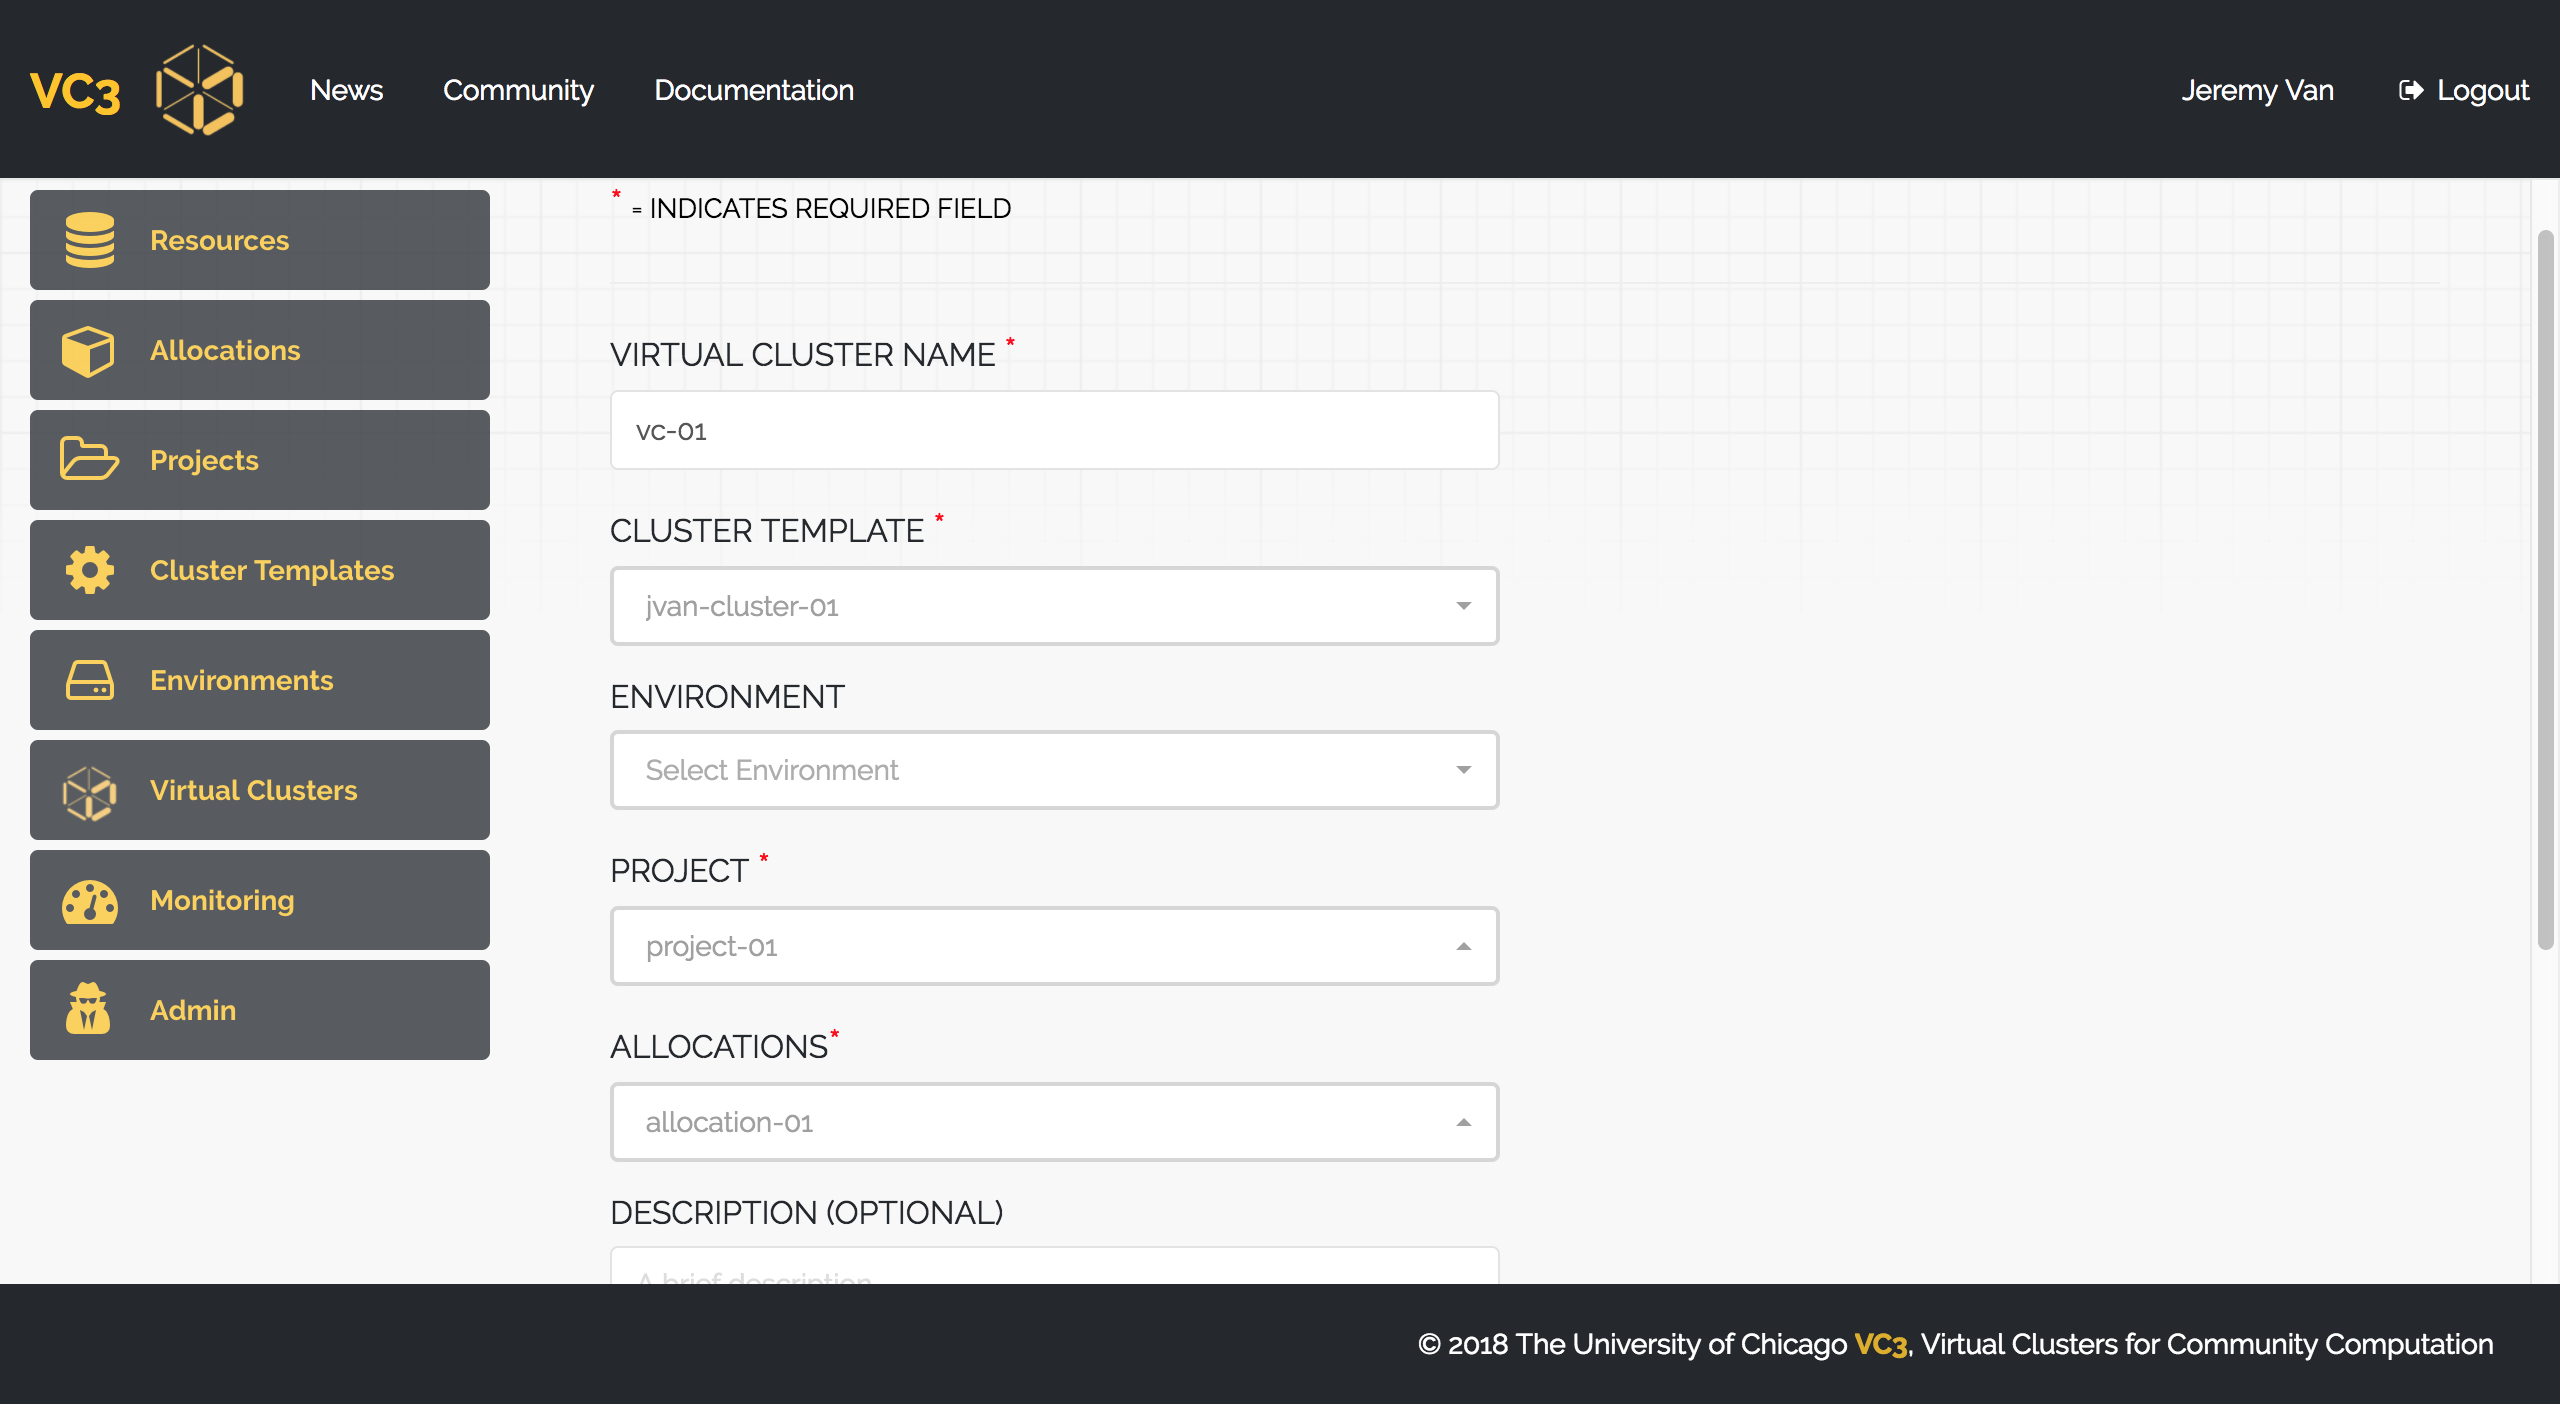 VC3 News Community Documentation Jeremy Van Logout
Resources
Allocations
Projects
Cluster Templates
Environments
Virtual Clusters
Monitoring
Admin
* = INDICATES REQUIRED FIELD
VIRTUAL CLUSTER NAME *
vc-01
CLUSTER TEMPLATE *
jvan-cluster-01
ENVIRONMENT
Select Environment
PROJECT *
project-01
ALLOCATIONS*
allocation-01
DESCRIPTION (OPTIONAL)
A brief description
© 2018 The University of Chicago VC3, Virtual Clusters for Community Computation